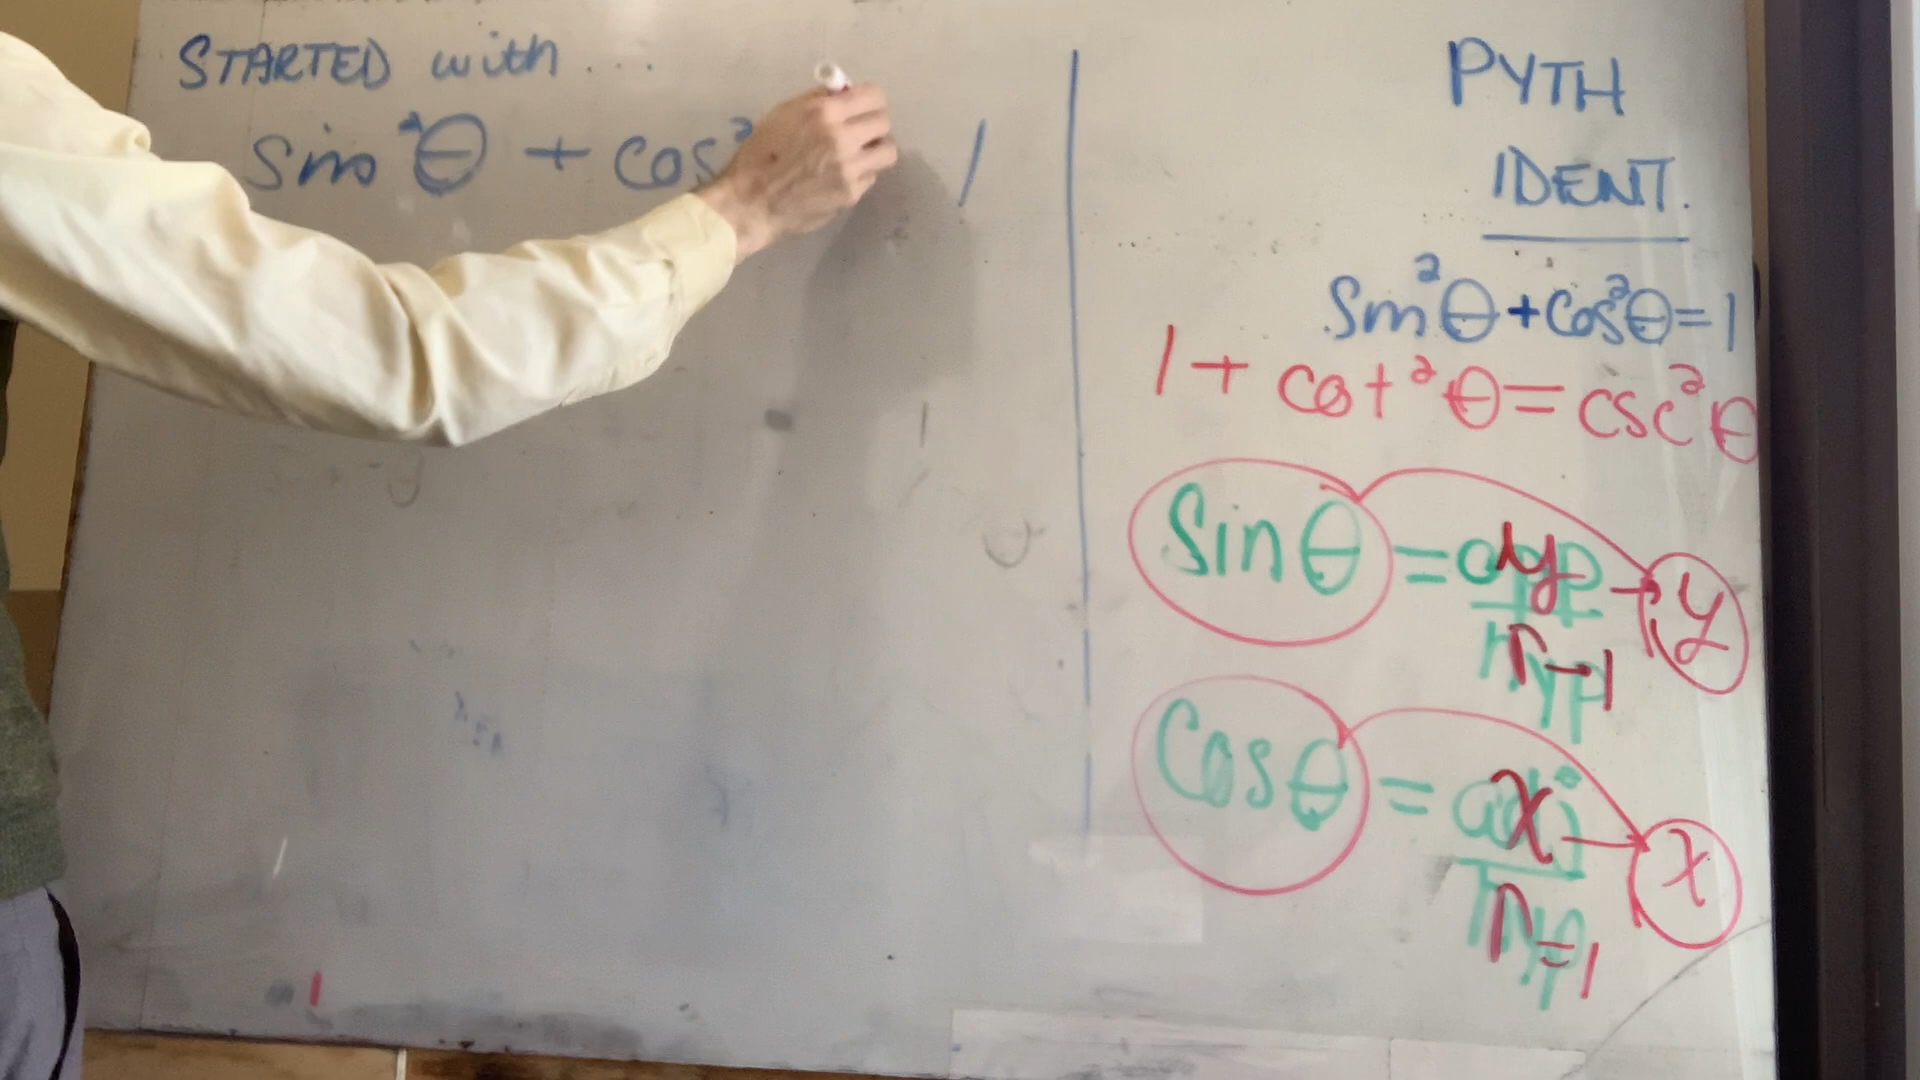 STARTED with ...
sin²θ + cos² 1
PYTH
IDENT.
sin²θ+cos²θ=1
1 + cot²θ=csc²θ
Sinθ = y → y
r=1
Cosθ = x → x
r=1